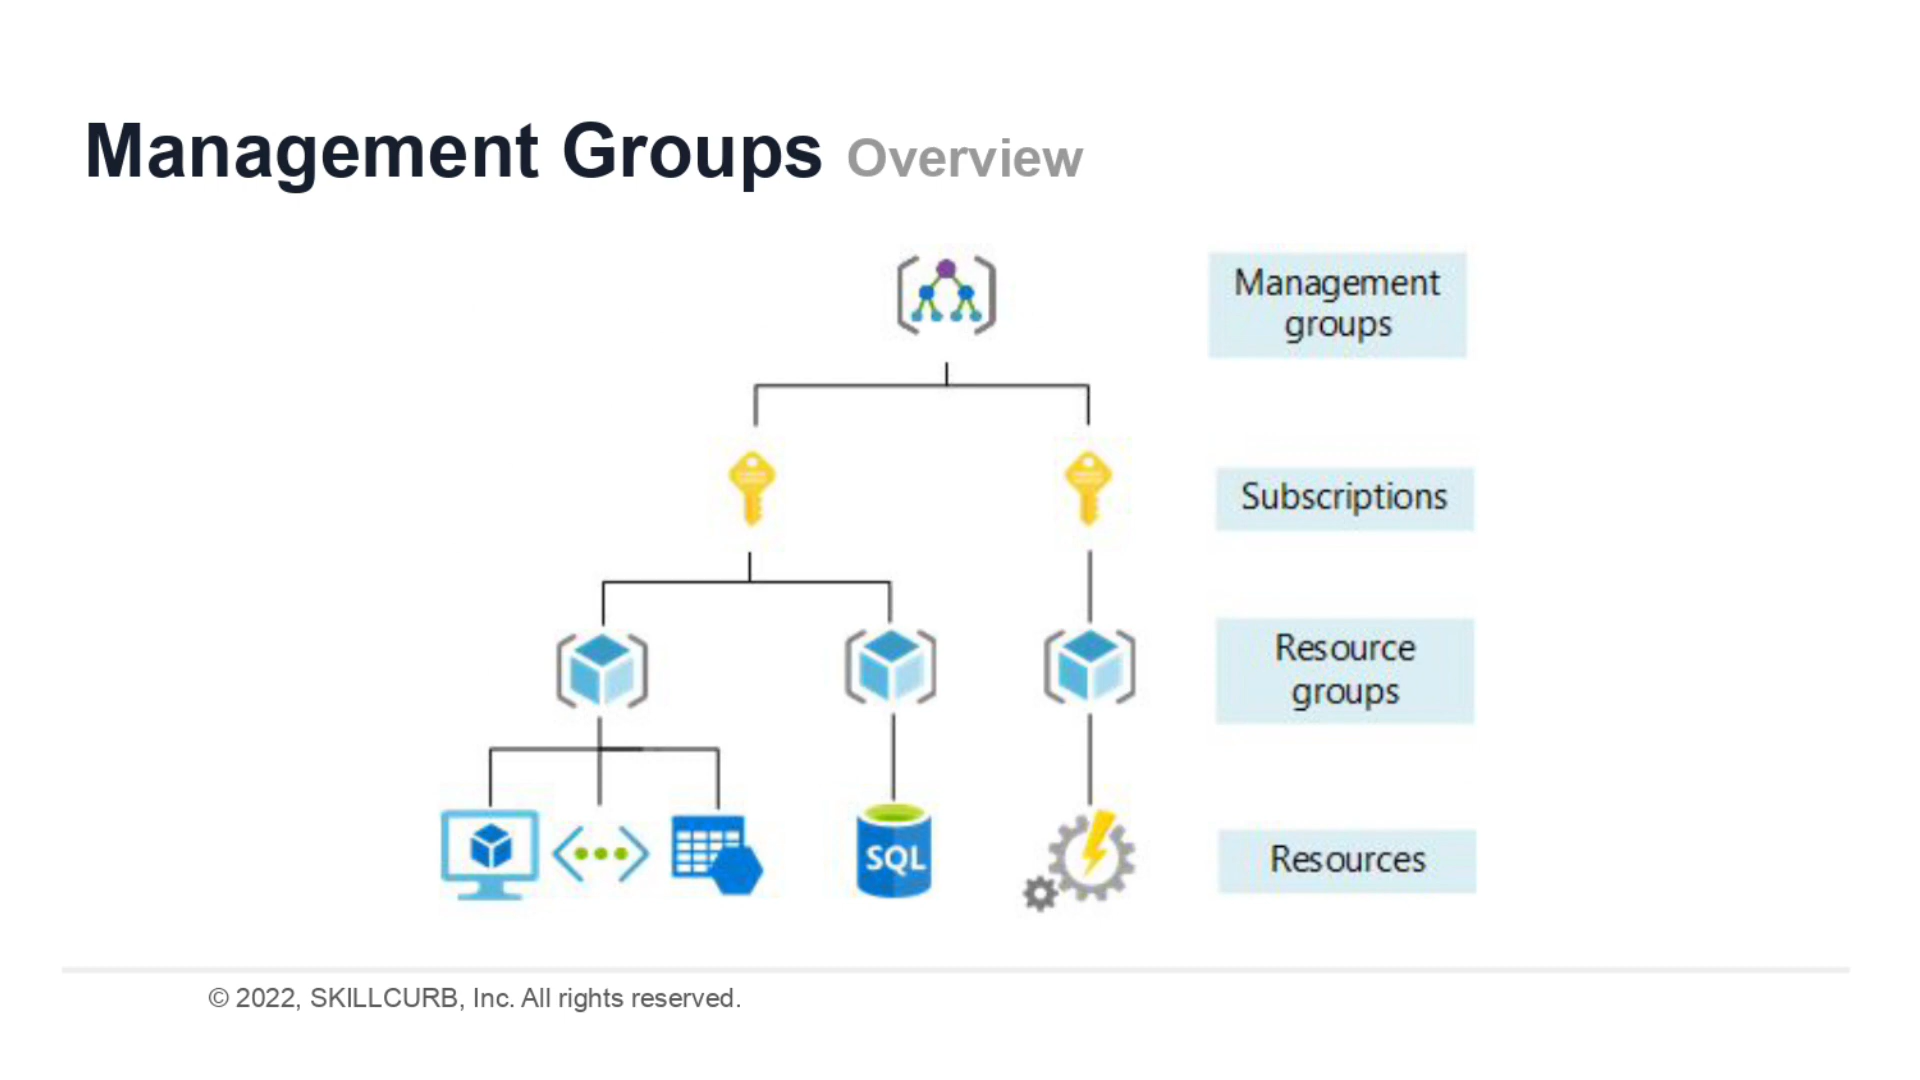 Management Groups Overview
Management
groups
Subscriptions
Resource
groups
SQL
Resources
© 2022, SKILLCURB, Inc. All rights reserved.